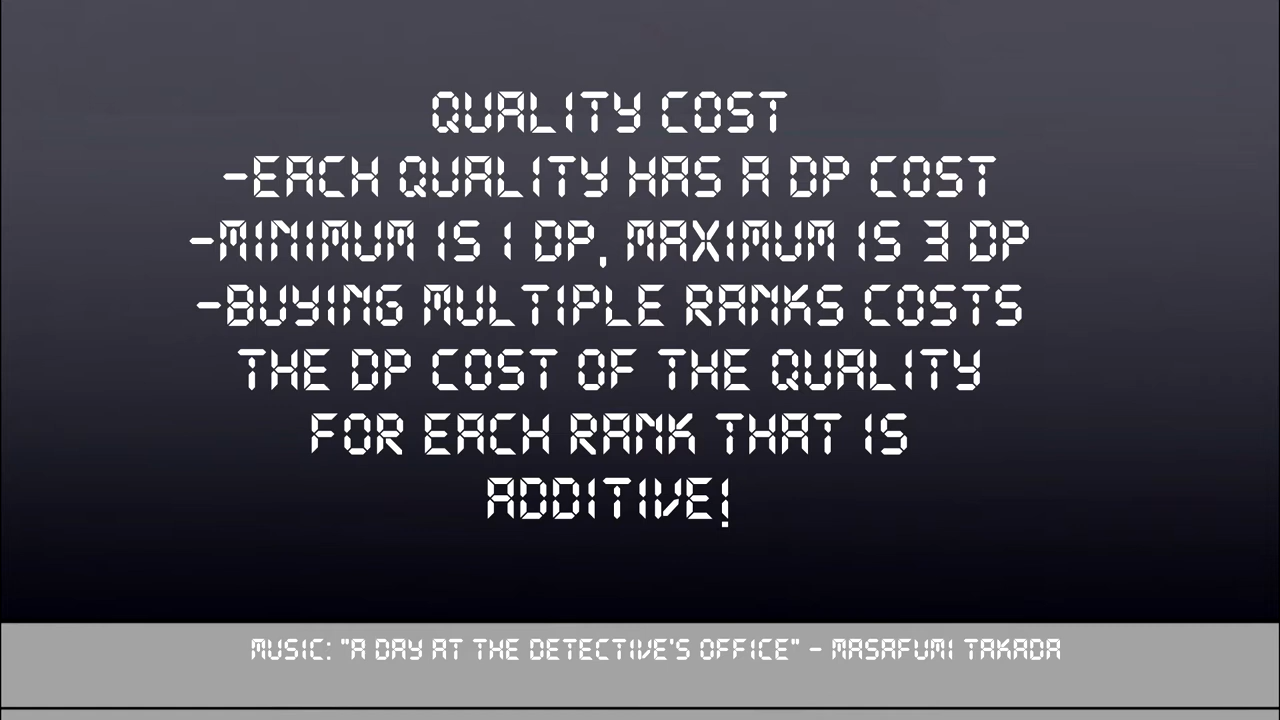 QUALITY COST
-EACH QUALITY HAS A DP COST
-MINIMUM IS 1 DP, MAXIMUM IS 3 DP
-BUYING MULTIPLE RANKS COSTS
THE DP COST OF THE QUALITY
FOR EACH RANK THAT IS
ADDITIVE!
MUSIC: "A DAY AT THE DETECTIVE'S OFFICE" - MASAFUMI TAKADA